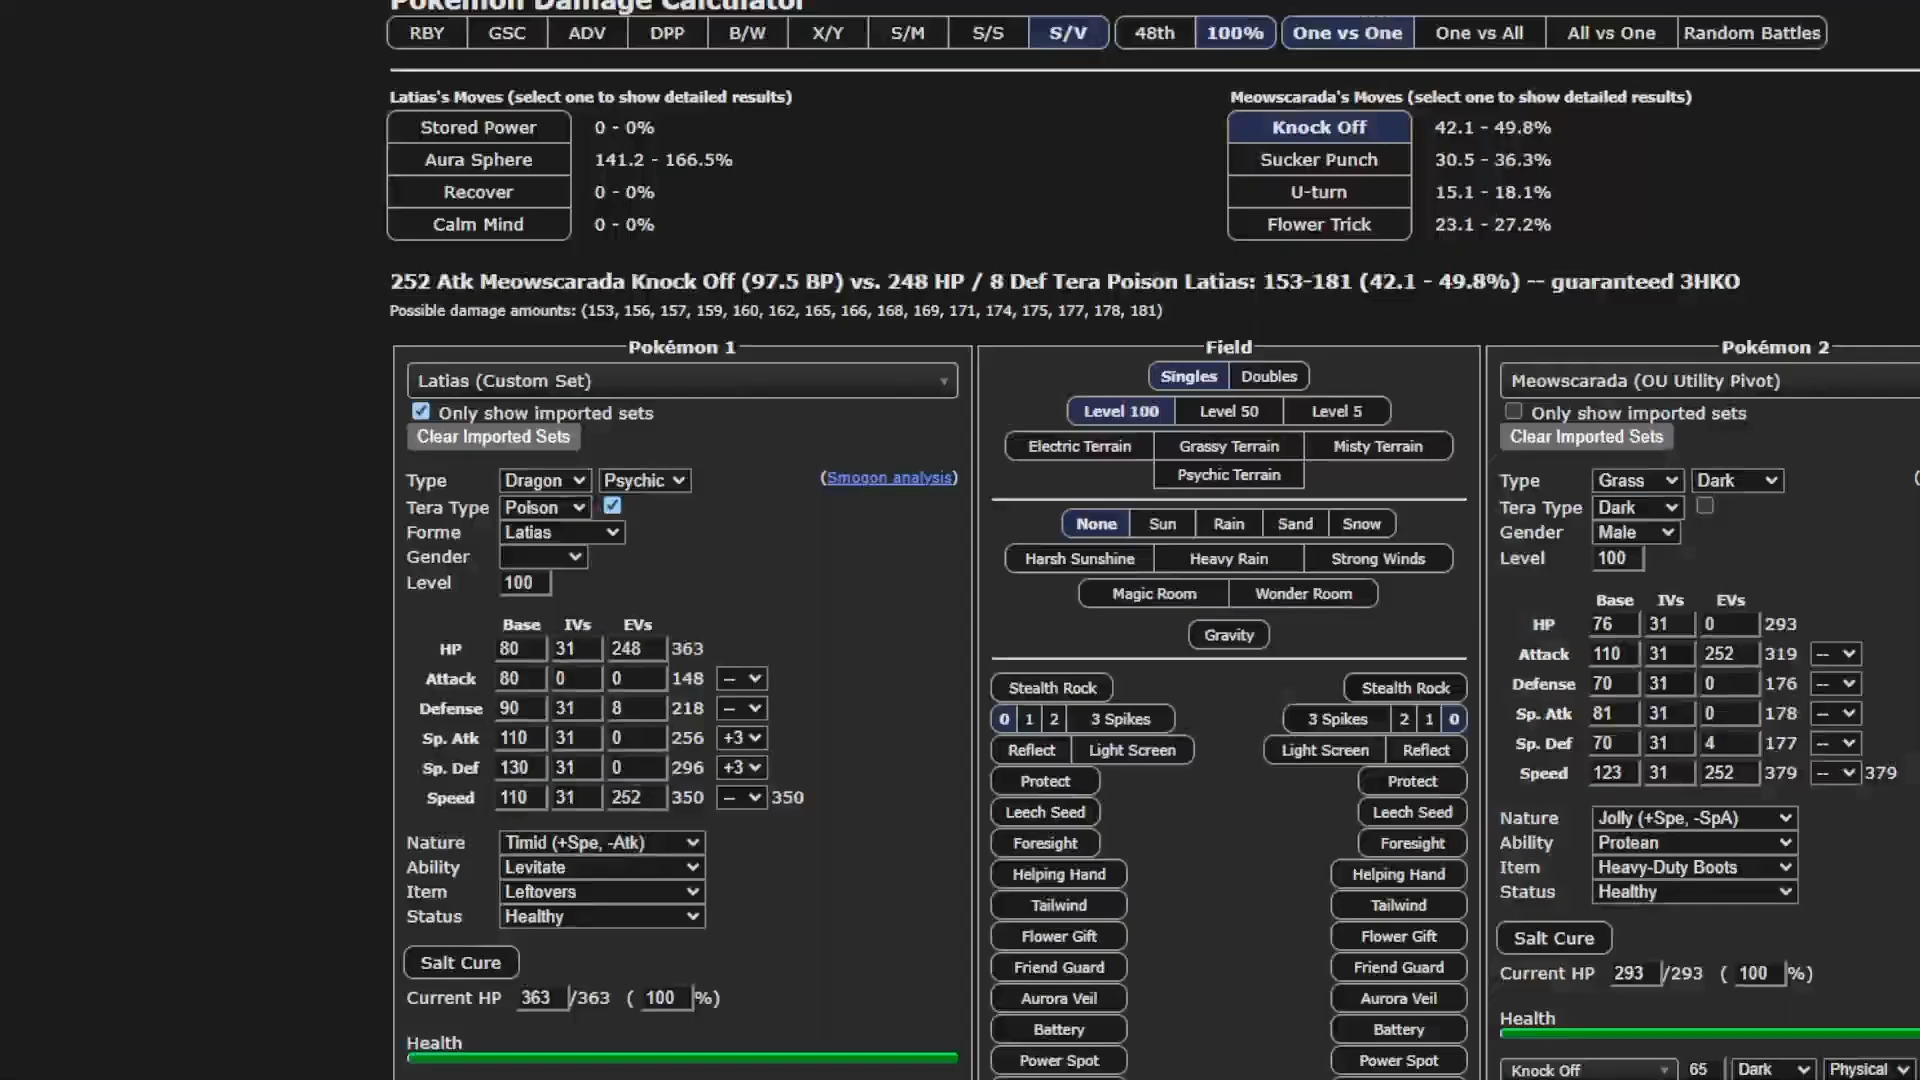 Pokémon Damage Calculator
RBY GSC ADV DPP B/W X/Y S/M S/S S/V 48th 100% One vs One One vs All All vs One Random Battles
Latias's Moves (select one to show detailed results)
Stored Power 0 - 0%
Aura Sphere 141.2 - 166.5%
Recover 0 - 0%
Calm Mind 0 - 0%
Meowscarada's Moves (select one to show detailed results)
Knock Off 42.1 - 49.8%
Sucker Punch 30.5 - 36.3%
U-turn 15.1 - 18.1%
Flower Trick 23.1 - 27.2%
252 Atk Meowscarada Knock Off (97.5 BP) vs. 248 HP / 8 Def Tera Poison Latias: 153-181 (42.1 - 49.8%) -- guaranteed 3HKO
Possible damage amounts: (153, 156, 157, 159, 160, 162, 165, 166, 168, 169, 171, 174, 175, 177, 178, 181)
Pokémon 1
Latias (Custom Set)
Only show imported sets
Clear Imported Sets
Type Dragon Psychic (Smogon analysis)
Tera Type Poison
Forme Latias
Gender
Level 100
Base IVs EVs
HP 80 31 248 363
Attack 80 0 0 148 --
Defense 90 31 8 218 --
Sp. Atk 110 31 0 256 +3
Sp. Def 130 31 0 296 +3
Speed 110 31 252 350 -- 350
Nature Timid (+Spe, -Atk)
Ability Levitate
Item Leftovers
Status Healthy
Salt Cure
Current HP 363/363 ( 100 %)
Health
Field
Singles Doubles
Level 100 Level 50 Level 5
Electric Terrain Grassy Terrain Misty Terrain
Psychic Terrain
None Sun Rain Sand Snow
Harsh Sunshine Heavy Rain Strong Winds
Magic Room Wonder Room
Gravity
Stealth Rock Stealth Rock
0 1 2 3 Spikes 3 Spikes 2 1 0
Reflect Light Screen Light Screen Reflect
Protect Protect
Leech Seed Leech Seed
Foresight Foresight
Helping Hand Helping Hand
Tailwind Tailwind
Flower Gift Flower Gift
Friend Guard Friend Guard
Aurora Veil Aurora Veil
Battery Battery
Power Spot Power Spot
Pokémon 2
Meowscarada (OU Utility Pivot)
Only show imported sets
Clear Imported Sets
Type Grass Dark (
Tera Type Dark
Gender Male
Level 100
Base IVs EVs
HP 76 31 0 293
Attack 110 31 252 319 --
Defense 70 31 0 176 --
Sp. Atk 81 31 0 178 --
Sp. Def 70 31 4 177 --
Speed 123 31 252 379 -- 379
Nature Jolly (+Spe, -SpA)
Ability Protean
Item Heavy-Duty Boots
Status Healthy
Salt Cure
Current HP 293/293 ( 100 %)
Health
Knock Off 65 Dark Physical